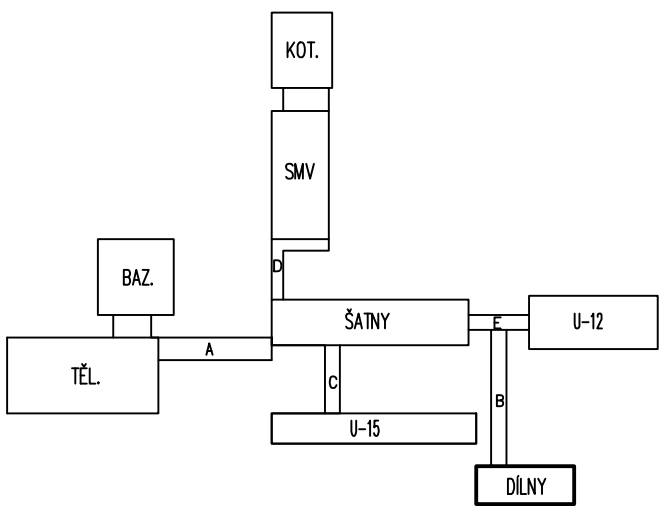 KOT.
SMV
BAZ.
D
ŠATNY
E
U-12
A
TĚL.
C
B
U-15
DÍLNY